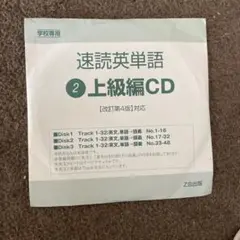 学校専用
速読英単語
2上級編CD
[改訂第4版]対応
■Disk1 Track 1-32:英文、単語→語義 No.1-16
■Disk2 Track 1-32:英文、単語→語義 No.17-32
■Disk3 Track 1-32:英文、単語→語義 No.33-48
Z会出版